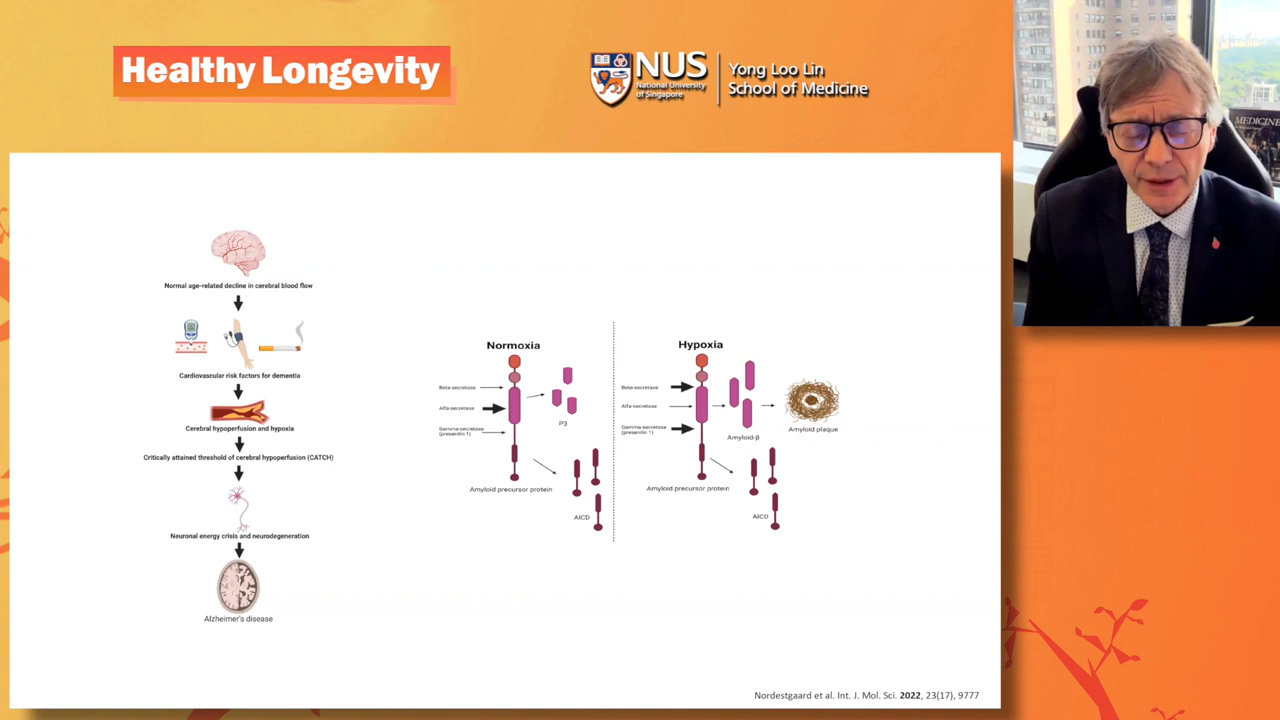 Healthy Longevity
NUS
National University
of Singapore
Yong Loo Lin
School of Medicine
MEDICINE
Normal age-related decline in cerebral blood flow
Cardiovascular risk factors for dementia
Cerebral hypoperfusion and hypoxia
Critically attained threshold of cerebral hypoperfusion (CATCH)
Neuronal energy crisis and neurodegeneration
Alzheimer's disease
Normoxia
Beta-secretase
Alfa-secretase
Gamma-secretase
(presenilin 1)
P3
Amyloid precursor protein
AICD
Hypoxia
Beta-secretase
Alfa-secretase
Gamma-secretase
(presenilin 1)
Amyloid-β
Amyloid plaque
Amyloid precursor protein
AICD
Nordestgaard et al. Int. J. Mol. Sci. 2022, 23(17), 9777